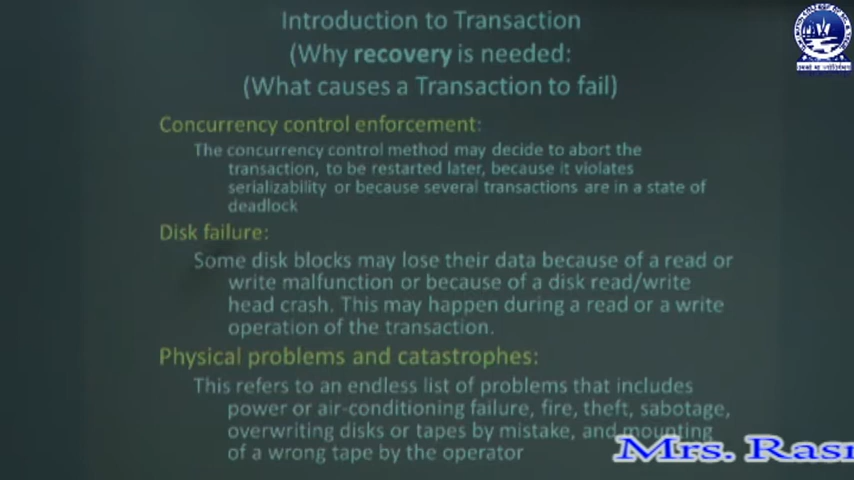 Introduction to Transaction
(Why recovery is needed:
(What causes a Transaction to fail)
Concurrency control enforcement:
The concurrency control method may decide to abort the
transaction, to be restarted later, because it violates
serializability or because several transactions are in a state of
deadlock
Disk failure:
Some disk blocks may lose their data because of a read or
write malfunction or because of a disk read/write
head crash. This may happen during a read or a write
operation of the transaction.
Physical problems and catastrophes:
This refers to an endless list of problems that includes
power or air-conditioning failure, fire, theft, sabotage,
overwriting disks or tapes by mistake, and mounting
of a wrong tape by the operator
Mrs.